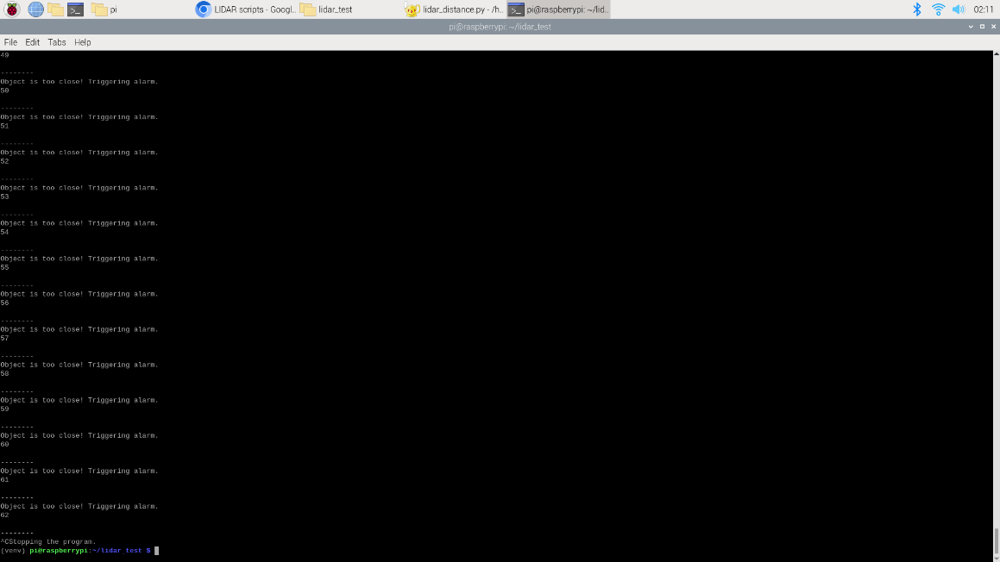 pi
LIDAR scripts - Googl..
lidar_test
lidar_distance.py - /h..
pi@raspberrypi: ~/lid..
02:11
pi@raspberrypi: ~/lidar_test
File Edit Tabs Help
49
--------
Object is too close! Triggering alarm.
50
--------
Object is too close! Triggering alarm.
51
--------
Object is too close! Triggering alarm.
52
--------
Object is too close! Triggering alarm.
53
--------
Object is too close! Triggering alarm.
54
--------
Object is too close! Triggering alarm.
55
--------
Object is too close! Triggering alarm.
56
--------
Object is too close! Triggering alarm.
57
--------
Object is too close! Triggering alarm.
58
--------
Object is too close! Triggering alarm.
59
--------
Object is too close! Triggering alarm.
60
--------
Object is too close! Triggering alarm.
61
--------
Object is too close! Triggering alarm.
62
--------
^CStopping the program.
(venv) pi@raspberrypi:~/lidar_test $